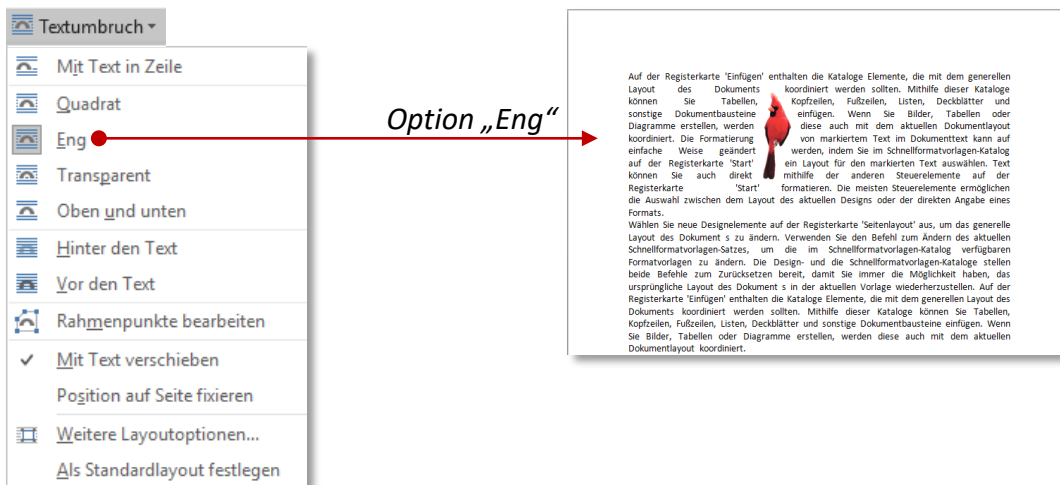 Textumbruch
Mit Text in Zeile
Quadrat
Eng
Transparent
Oben und unten
Hinter den Text
Vor den Text
Rahmenpunkte bearbeiten
Mit Text verschieben
Position auf Seite fixieren
Weitere Layoutoptionen...
Als Standardlayout festlegen
Option „Eng“
Auf der Registerkarte 'Einfügen' enthalten die Kataloge Elemente, die mit dem generellen
Layout des Dokuments koordiniert werden sollten. Mithilfe dieser Kataloge
können Sie Tabellen, Kopfzeilen, Fußzeilen, Listen, Deckblätter und
sonstige Dokumentbausteine einfügen. Wenn Sie Bilder, Tabellen oder
Diagramme erstellen, werden diese auch mit dem aktuellen Dokumentlayout
koordiniert. Die Formatierung von markiertem Text im Dokumenttext kann auf
einfache Weise geändert werden, indem Sie im Schnellformatvorlagen-Katalog
auf der Registerkarte 'Start' ein Layout für den markierten Text auswählen. Text
können Sie auch direkt mithilfe der anderen Steuerelemente auf der
Registerkarte 'Start' formatieren. Die meisten Steuerelemente ermöglichen
die Auswahl zwischen dem Layout des aktuellen Designs oder der direkten Angabe eines
Formats.
Wählen Sie neue Designelemente auf der Registerkarte 'Seitenlayout' aus, um das generelle
Layout des Dokument s zu ändern. Verwenden Sie den Befehl zum Ändern des aktuellen
Schnellformatvorlagen-Satzes, um die im Schnellformatvorlagen-Katalog verfügbaren
Formatvorlagen zu ändern. Die Design- und die Schnellformatvorlagen-Kataloge stellen
beide Befehle zum Zurücksetzen bereit, damit Sie immer die Möglichkeit haben, das
ursprüngliche Layout des Dokument s in der aktuellen Vorlage wiederherzustellen. Auf der
Registerkarte 'Einfügen' enthalten die Kataloge Elemente, die mit dem generellen Layout des
Dokuments koordiniert werden sollten. Mithilfe dieser Kataloge können Sie Tabellen,
Kopfzeilen, Fußzeilen, Listen, Deckblätter und sonstige Dokumentbausteine einfügen. Wenn
Sie Bilder, Tabellen oder Diagramme erstellen, werden diese auch mit dem aktuellen
Dokumentlayout koordiniert.